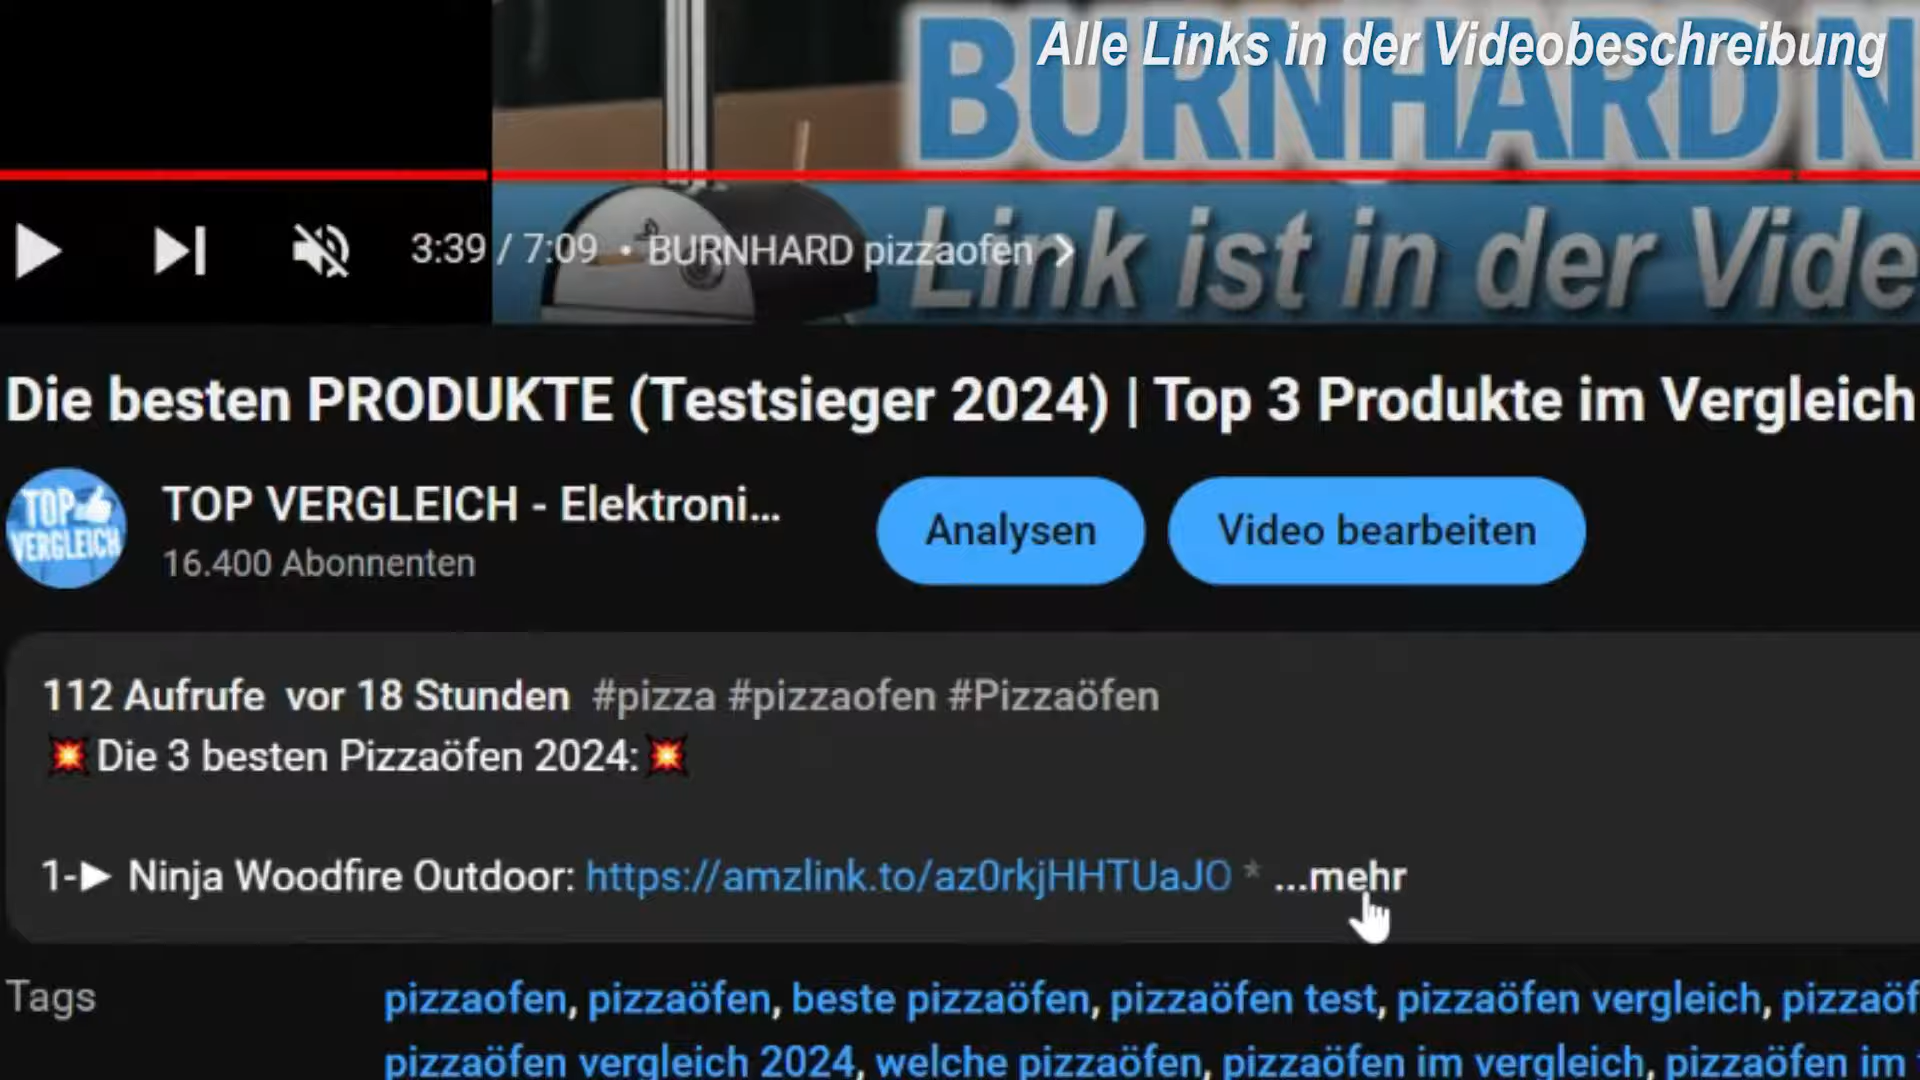 Alle Links in der Videobeschreibung
BURNHARD N
Link ist in der Vide
3:39 / 7:09 • BURNHARD pizzaofen
Die besten PRODUKTE (Testsieger 2024) | Top 3 Produkte im Vergleich
TOP VERGLEICH
TOP VERGLEICH - Elektroni...
16.400 Abonnenten
Analysen
Video bearbeiten
112 Aufrufe vor 18 Stunden #pizza #pizzaofen #Pizzaöfen
💥 Die 3 besten Pizzaöfen 2024: 💥
1-► Ninja Woodfire Outdoor: https://amzlink.to/az0rkjHHTUaJO * ...mehr
Tags
pizzaofen, pizzaöfen, beste pizzaöfen, pizzaöfen test, pizzaöfen vergleich, pizzaöf
pizzaöfen vergleich 2024, welche pizzaöfen, pizzaöfen im vergleich, pizzaöfen im